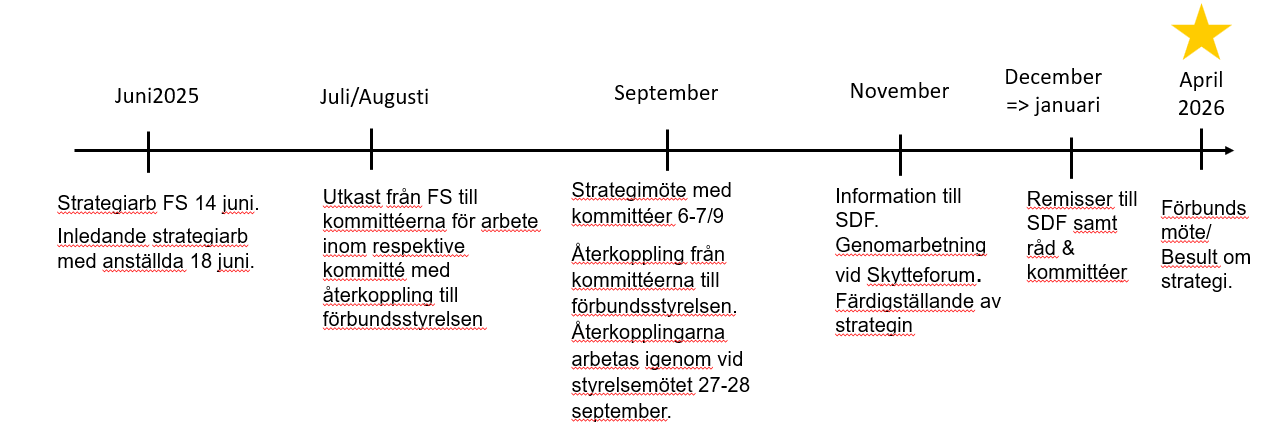 Juni2025
Strategiarb FS 14 juni.
Inledande strategiarb
med anställda 18 juni.
Juli/Augusti
Utkast från FS till
kommittéerna för arbete
inom respektive
kommitté med
återkoppling till
förbundsstyrelsen
September
Strategimöte med
kommittéer 6-7/9
Återkoppling från
kommittéerna till
förbundsstyrelsen.
Återkopplingarna
arbetas igenom vid
styrelsemötet 27-28
september.
November
Information till
SDF.
Genomarbetning
vid Skytteforum.
Färdigställande av
strategin
December
=> januari
Remisser till
SDF samt
råd &
kommittéer
April
2026
Förbunds
möte/
Besult om
strategi.